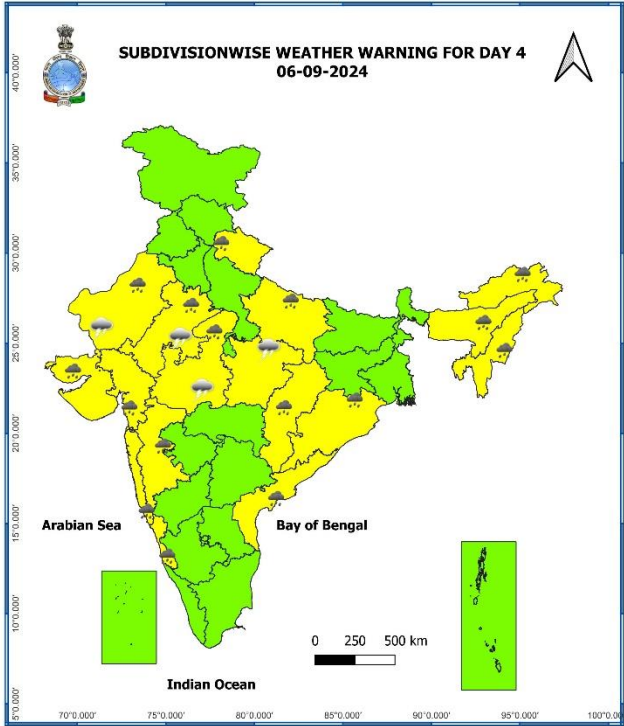 SUBDIVISIONWISE WEATHER WARNING FOR DAY 4
06-09-2024
40°0.000'
35°0.000'
30°0.000'
25°0.000'
20°0.000'
15°0.000'
10°0.000'
5°0.000'
Arabian Sea
Bay of Bengal
0 250 500 km
Indian Ocean
70°0.000' 75°0.000' 80°0.000' 85°0.000' 90°0.000' 95°0.000' 100°0.0